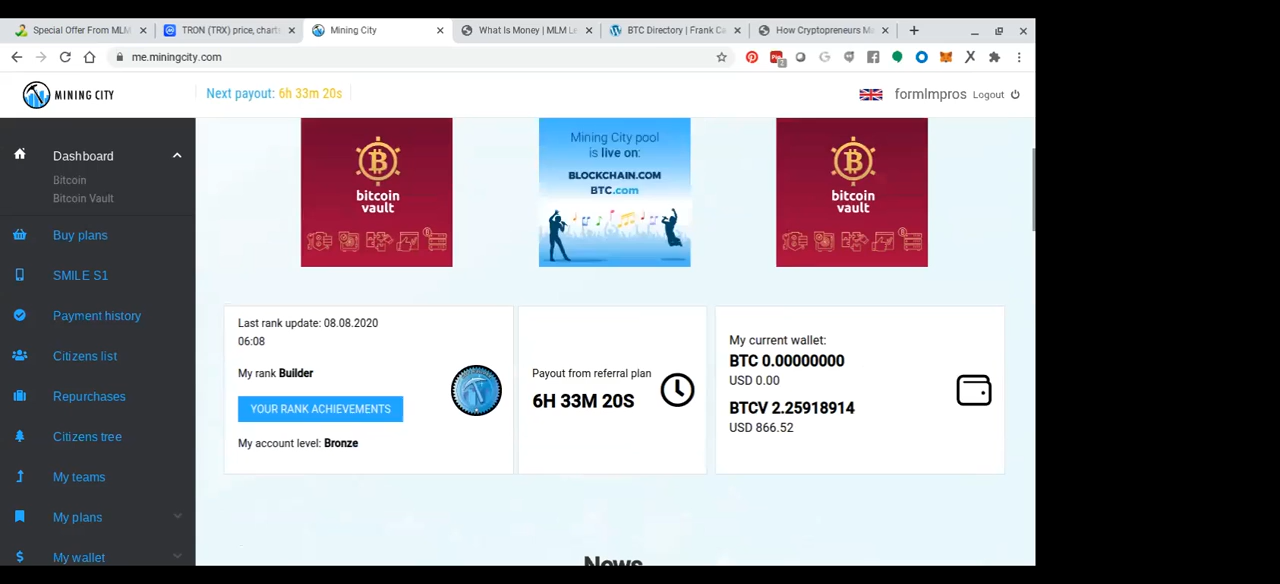 Special Offer From MLM
TRON (TRX) price, chart
Mining City
What Is Money | MLM Le
BTC Directory | Frank Ca
How Cryptopreneurs Ma
me.miningcity.com
MINING CITY
Next payout: 6h 33m 20s
formlmpros
Logout
Dashboard
Bitcoin
Bitcoin Vault
Buy plans
SMILE S1
Payment history
Citizens list
Repurchases
Citizens tree
My teams
My plans
My wallet
bitcoin
vault
Mining City pool
is live on:
BLOCKCHAIN.COM
BTC.com
bitcoin
vault
Last rank update: 08.08.2020
06:08
My rank Builder
YOUR RANK ACHIEVEMENTS
My account level: Bronze
Payout from referral plan
6H 33M 20S
My current wallet:
BTC 0.00000000
USD 0.00
BTCV 2.25918914
USD 866.52
News